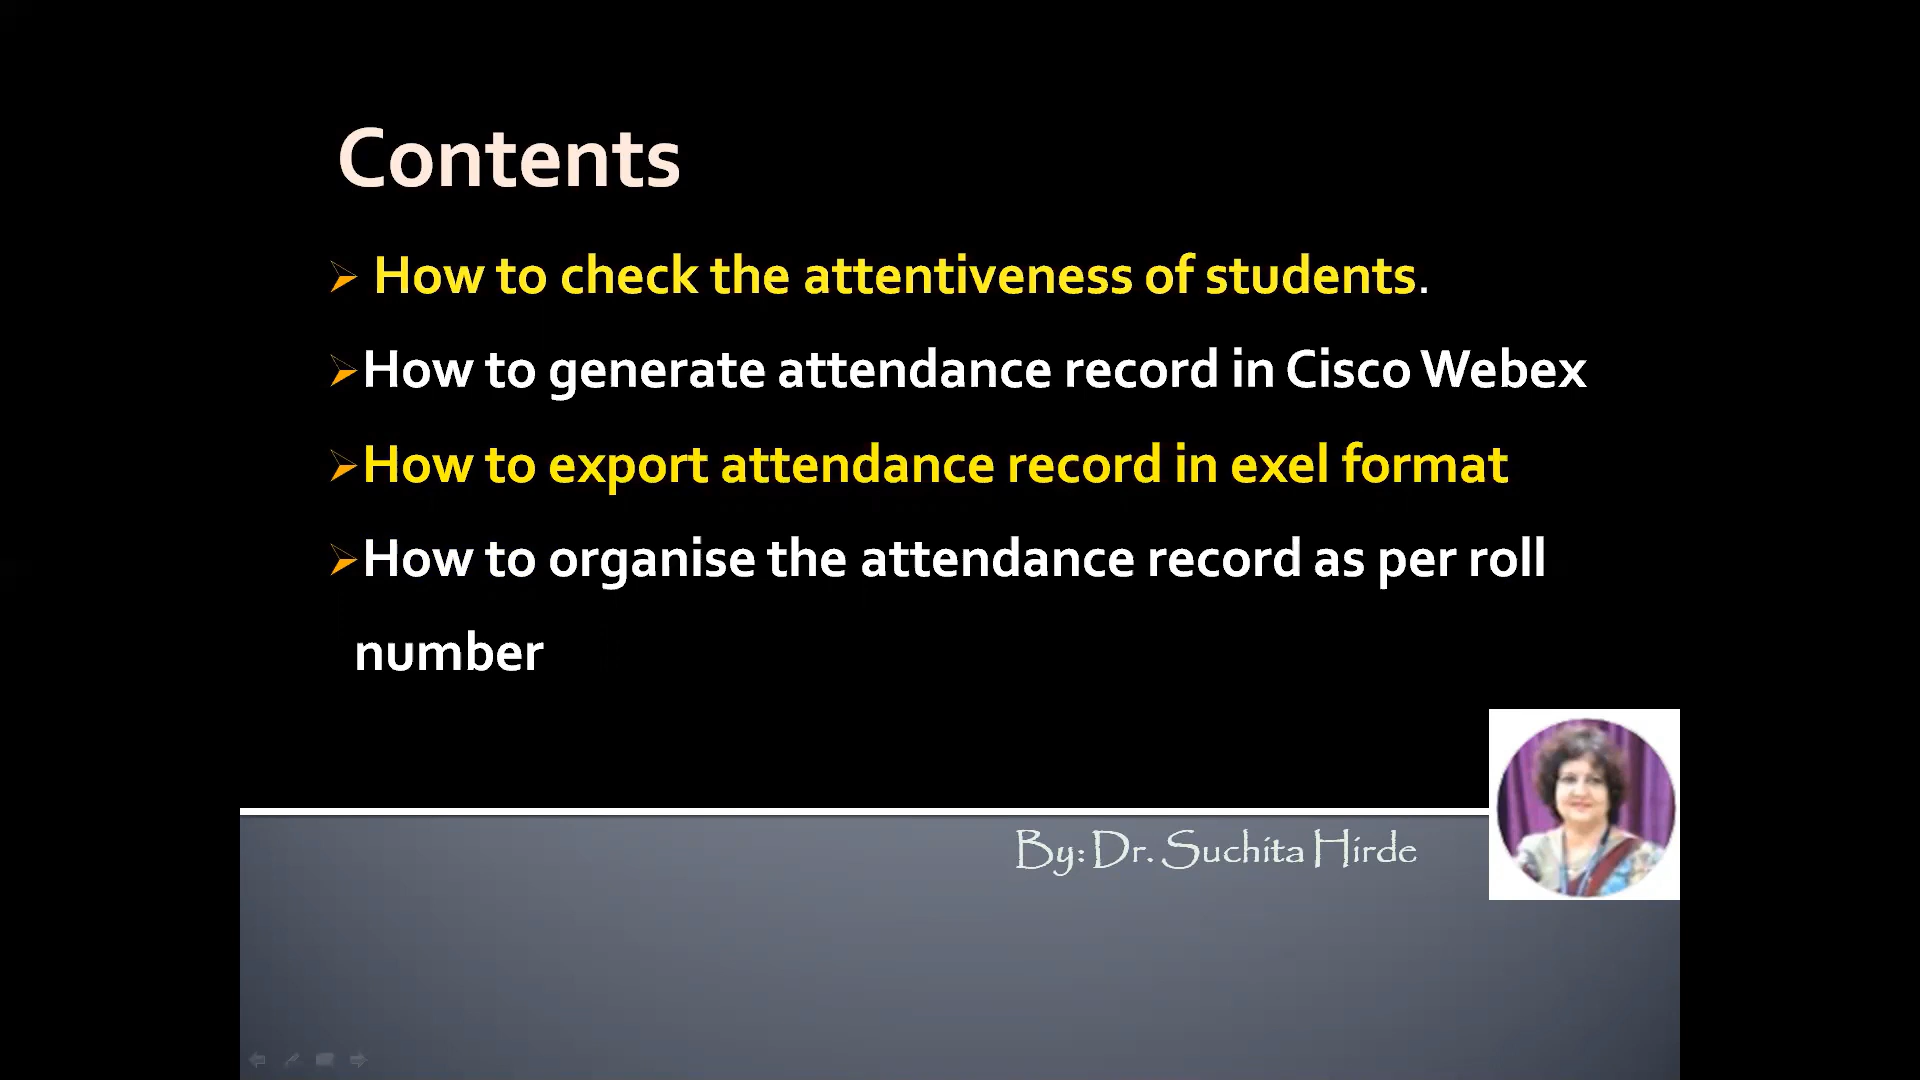 Contents
How to check the attentiveness of students.
How to generate attendance record in Cisco Webex
How to export attendance record in exel format
How to organise the attendance record as per roll
number
By: Dr. Suchita Hirde